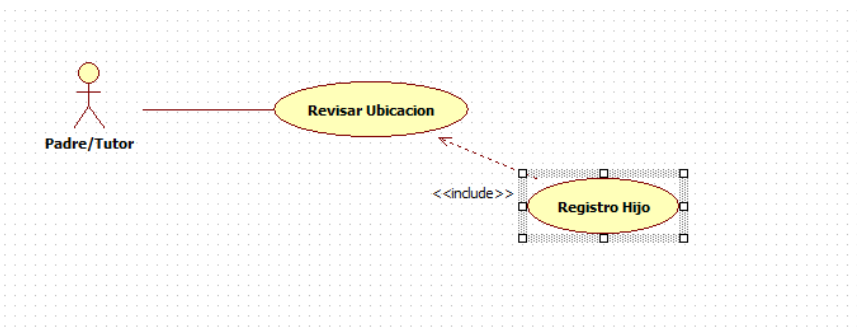 Revisar Ubicacion
Padre/Tutor
<<include>>
Registro Hijo